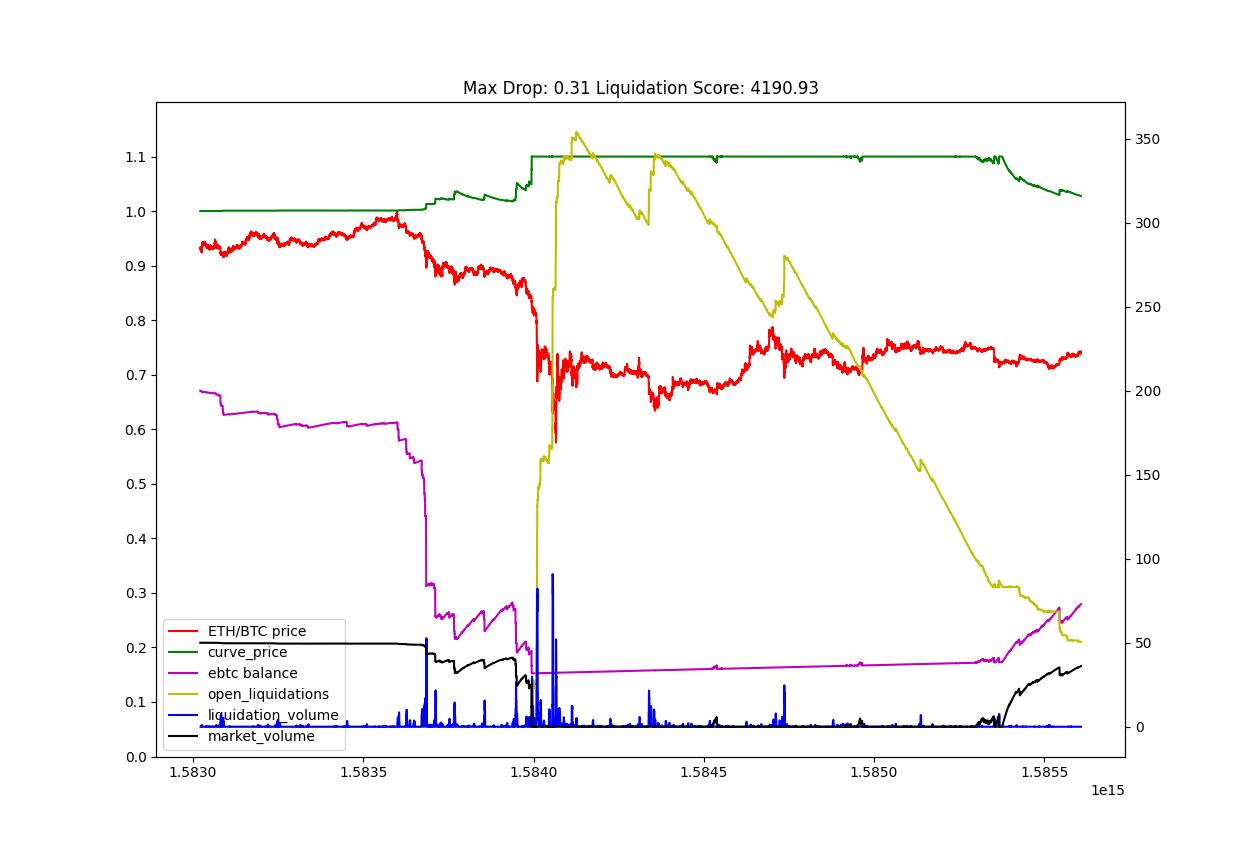 Max Drop: 0.31 Liquidation Score: 4190.93
1.1
1.0
0.9
0.8
0.7
0.6
0.5
0.4
0.3
0.2
0.1
0.0
350
300
250
200
150
100
50
0
ETH/BTC price
curve_price
ebtc balance
open_liquidations
liquidation_volume
market_volume
1.5830 1.5835 1.5840 1.5845 1.5850 1.5855
1e15